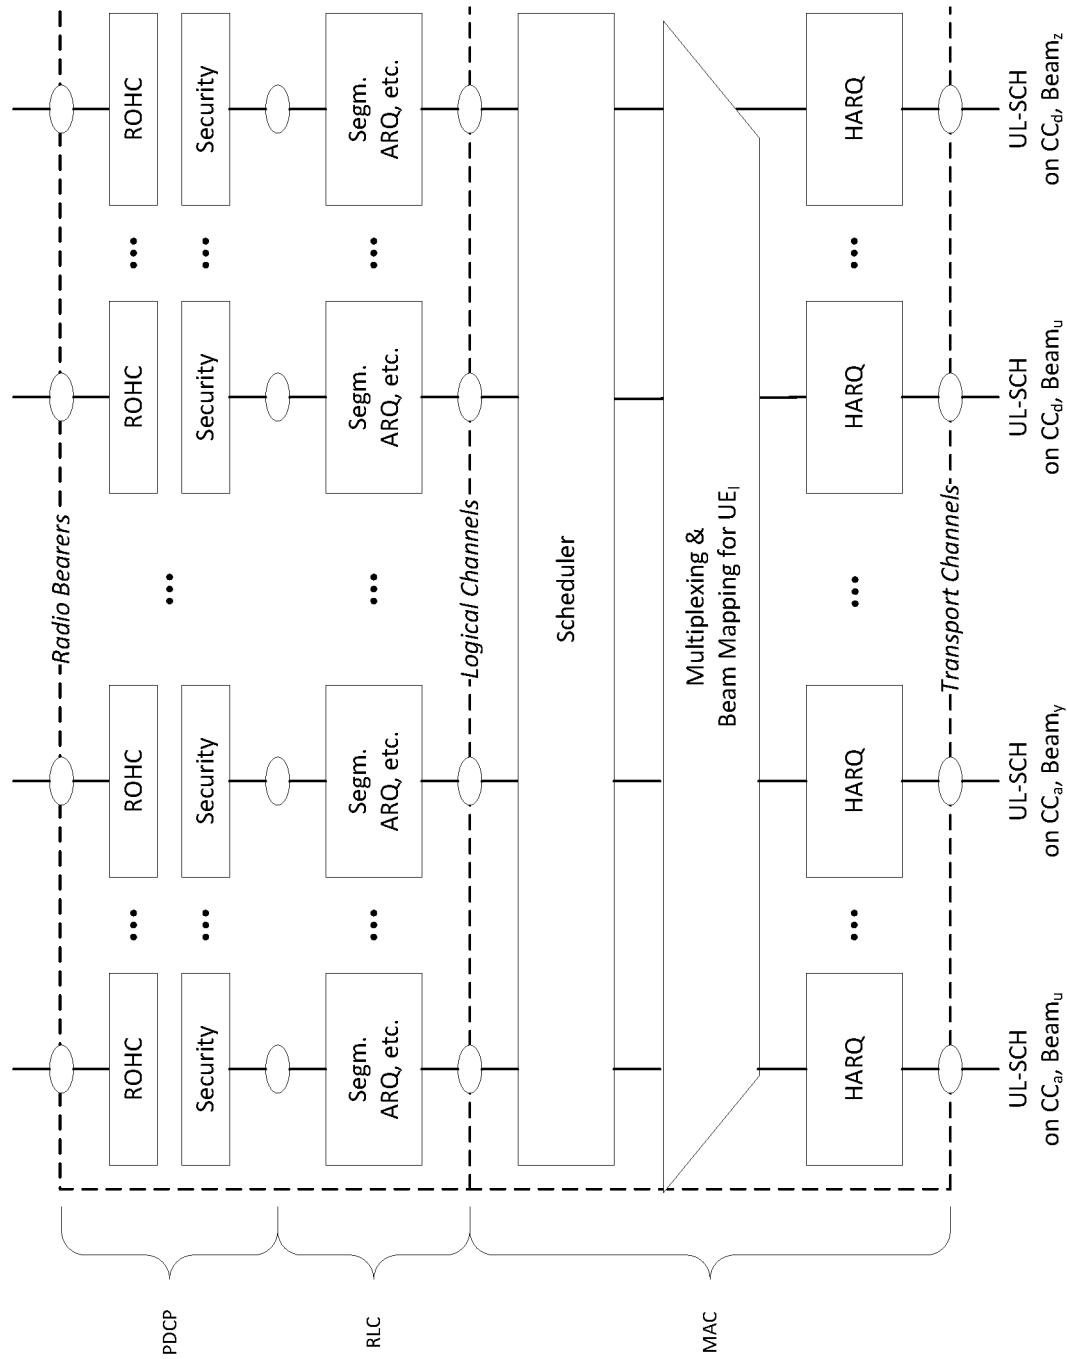 Radio Bearers
ROHC ... ROHC ROHC ... ROHC
PDCP ...
Security ... Security Security ... Security
Segm. Segm. Segm. Segm.
RLC ... ... ...
ARQ, etc. ARQ, etc. ARQ, etc. ARQ, etc.
Logical Channels
Scheduler
Multiplexing &
MAC
Beam Mapping for UEl
HARQ ... HARQ ... HARQ ... HARQ
Transport Channels
UL-SCH UL-SCH UL-SCH UL-SCH
on CCa, Beamu on CCa, Beamy on CCd, Beamu on CCd, Beamz